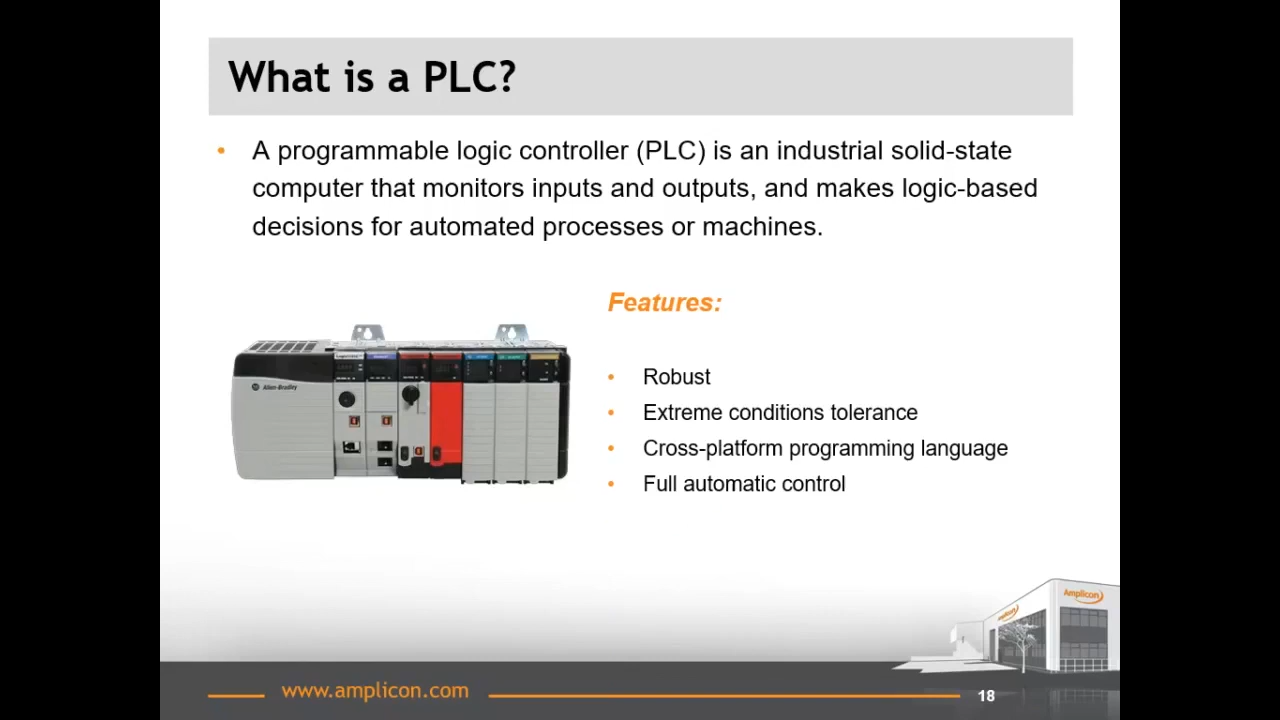 What is a PLC?
• A programmable logic controller (PLC) is an industrial solid-state
computer that monitors inputs and outputs, and makes logic-based
decisions for automated processes or machines.
Features:
• Robust
• Extreme conditions tolerance
• Cross-platform programming language
• Full automatic control
Allen-Bradley
Amplicon
Amplicon
www.amplicon.com
18